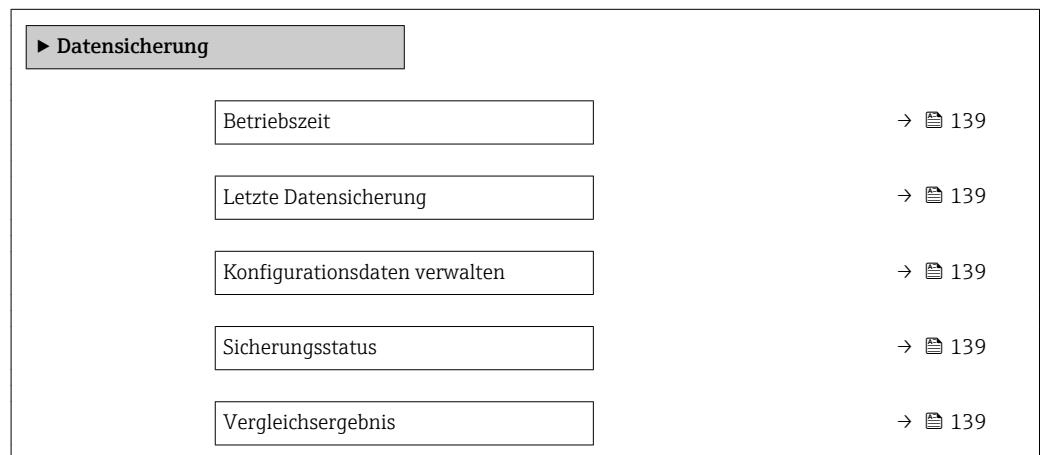 ▶ Datensicherung
Betriebszeit → 139
Letzte Datensicherung → 139
Konfigurationsdaten verwalten → 139
Sicherungsstatus → 139
Vergleichsergebnis → 139